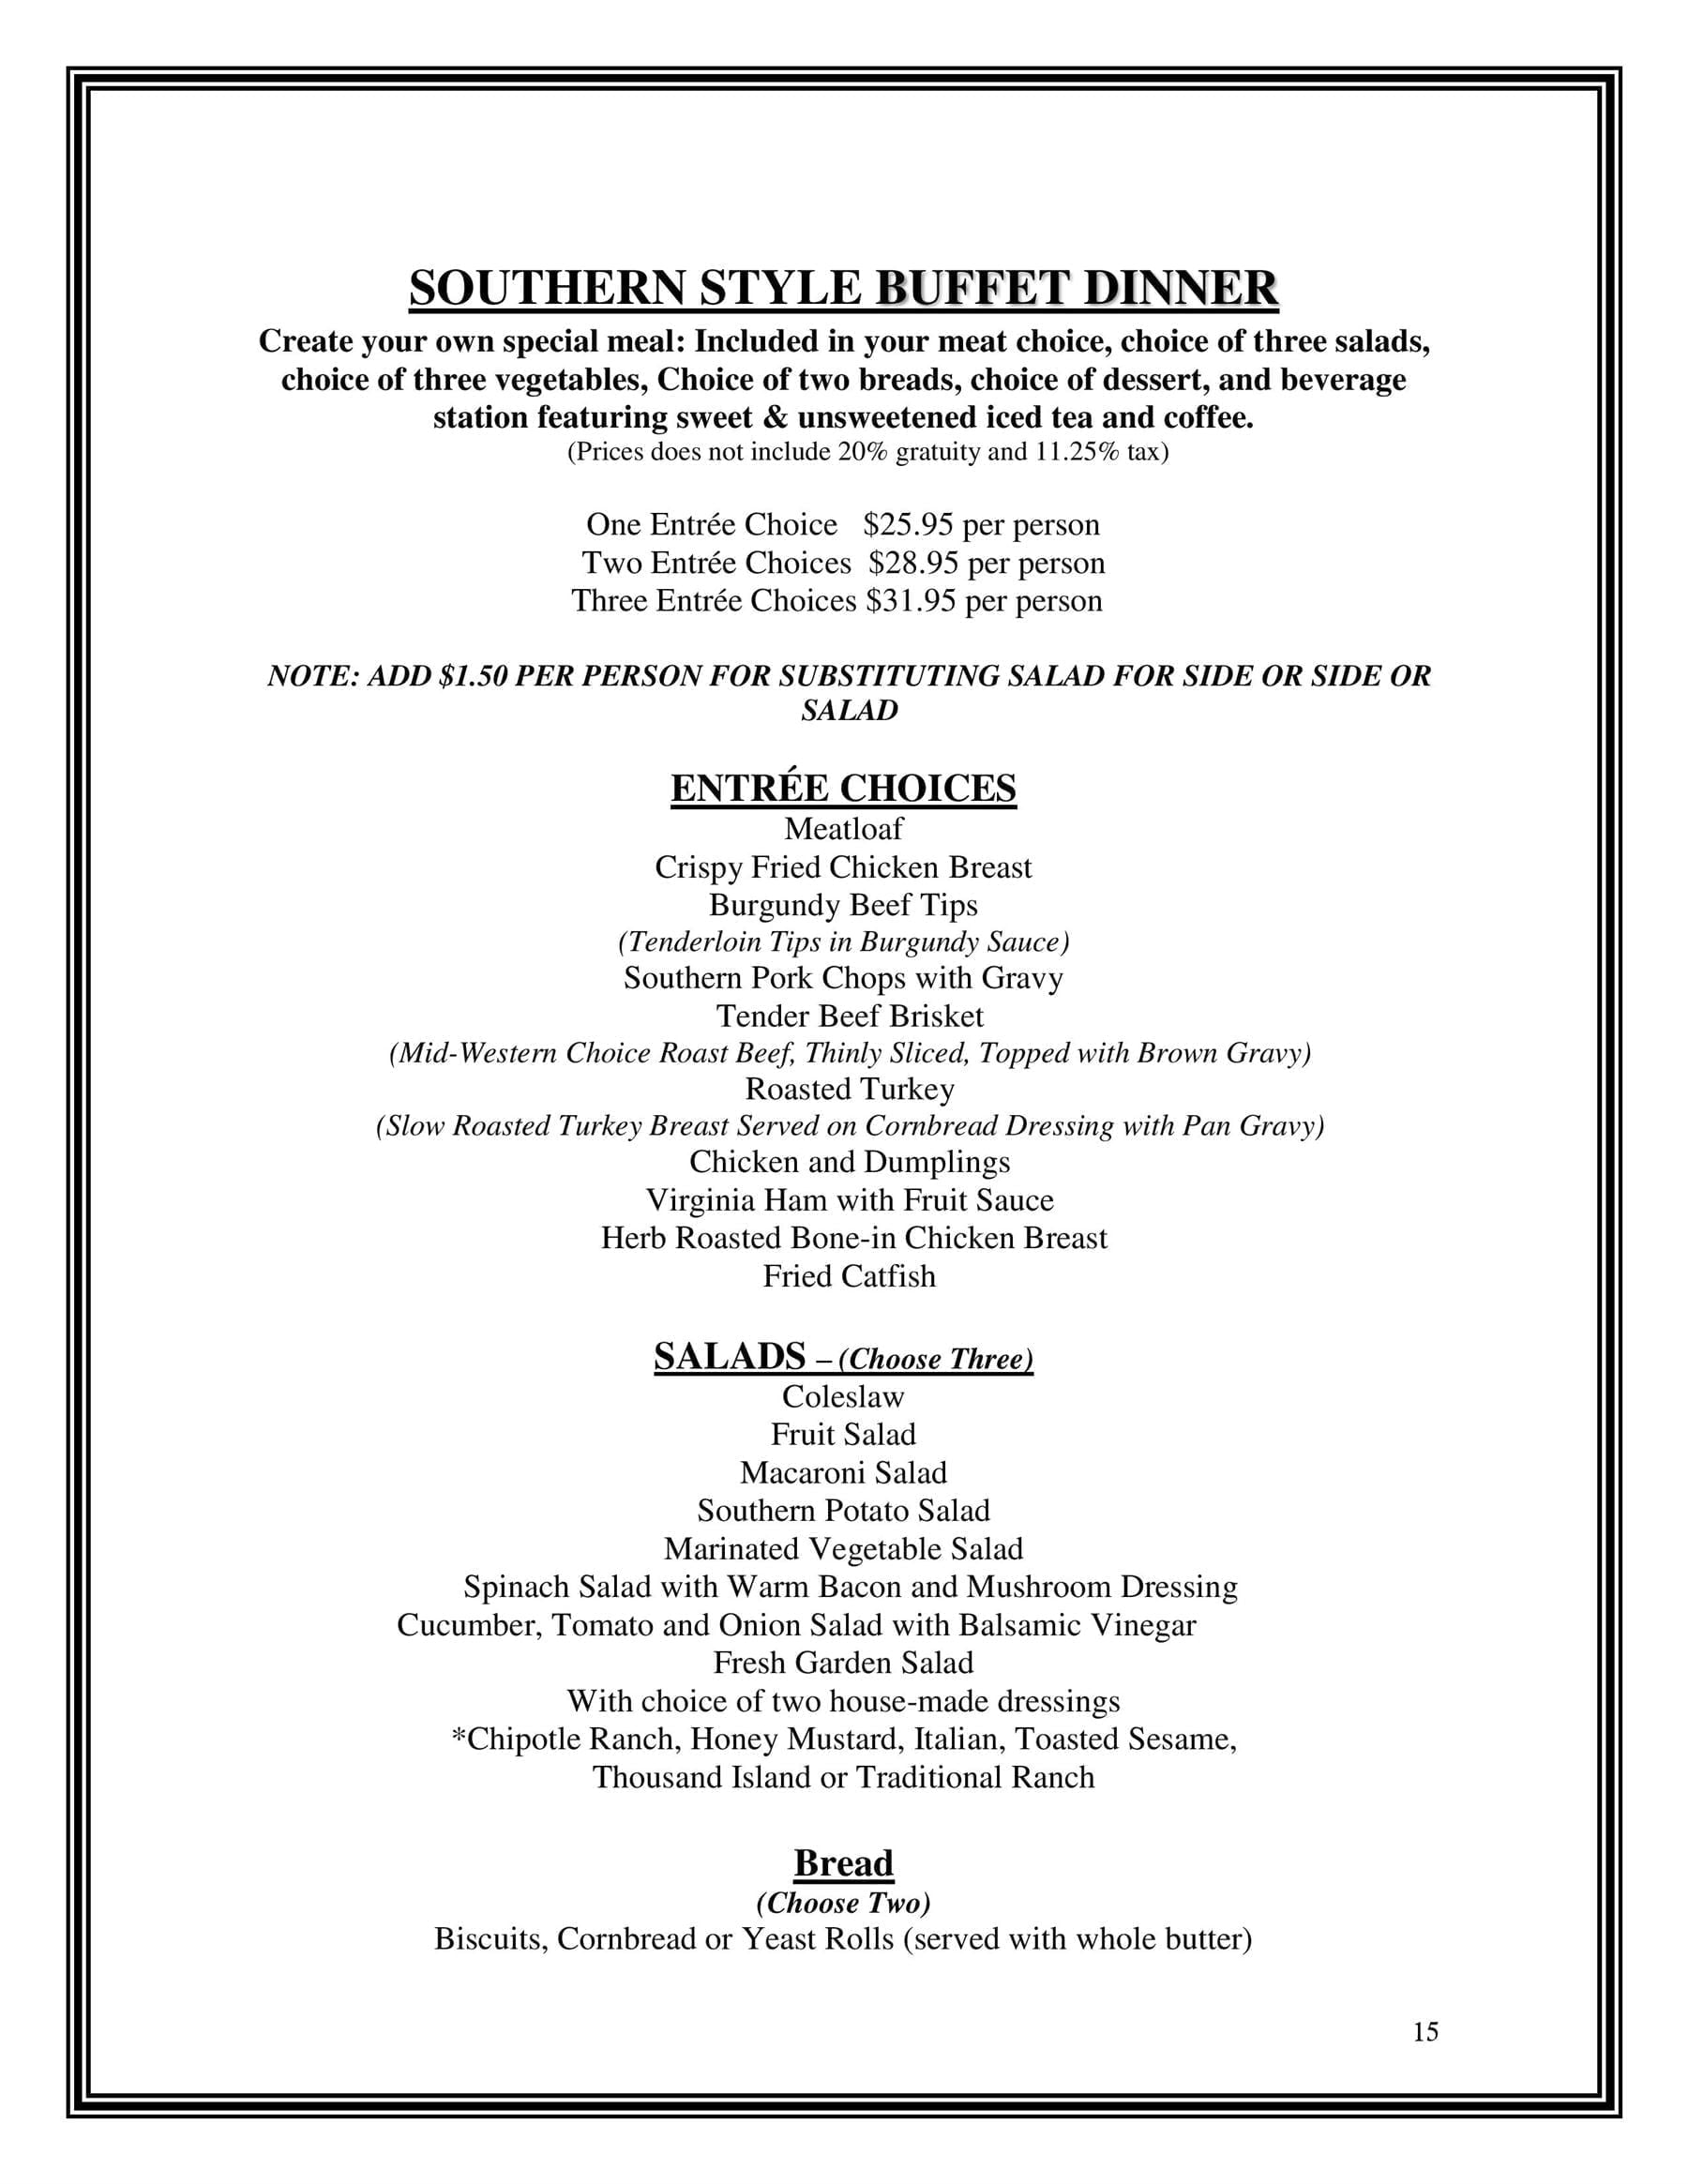 SOUTHERN STYLE BUFFET DINNER
Create your own special meal: Included in your meat choice, choice of three salads,
choice of three vegetables, Choice of two breads, choice of dessert, and beverage
station featuring sweet & unsweetened iced tea and coffee.
(Prices does not include 20% gratuity and 11.25% tax)
One Entrée Choice $25.95 per person
Two Entrée Choices $28.95 per person
Three Entrée Choices $31.95 per person
NOTE: ADD $1.50 PER PERSON FOR SUBSTITUTING SALAD FOR SIDE OR SIDE OR
SALAD
ENTRÉE CHOICES
Meatloaf
Crispy Fried Chicken Breast
Burgundy Beef Tips
(Tenderloin Tips in Burgundy Sauce)
Southern Pork Chops with Gravy
Tender Beef Brisket
(Mid-Western Choice Roast Beef, Thinly Sliced, Topped with Brown Gravy)
Roasted Turkey
(Slow Roasted Turkey Breast Served on Cornbread Dressing with Pan Gravy)
Chicken and Dumplings
Virginia Ham with Fruit Sauce
Herb Roasted Bone-in Chicken Breast
Fried Catfish
SALADS – (Choose Three)
Coleslaw
Fruit Salad
Macaroni Salad
Southern Potato Salad
Marinated Vegetable Salad
Spinach Salad with Warm Bacon and Mushroom Dressing
Cucumber, Tomato and Onion Salad with Balsamic Vinegar
Fresh Garden Salad
With choice of two house-made dressings
*Chipotle Ranch, Honey Mustard, Italian, Toasted Sesame,
Thousand Island or Traditional Ranch
Bread
(Choose Two)
Biscuits, Cornbread or Yeast Rolls (served with whole butter)
15